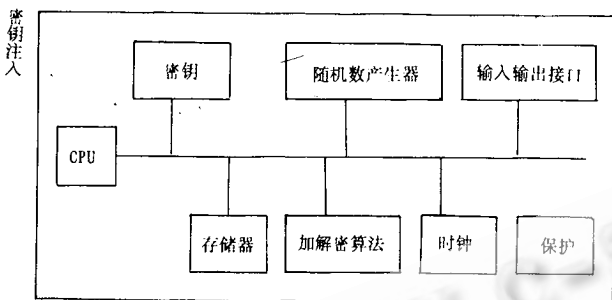 密钥注入
密钥
随机数产生器
输入输出接口
CPU
存储器
加解密算法
时钟
保护